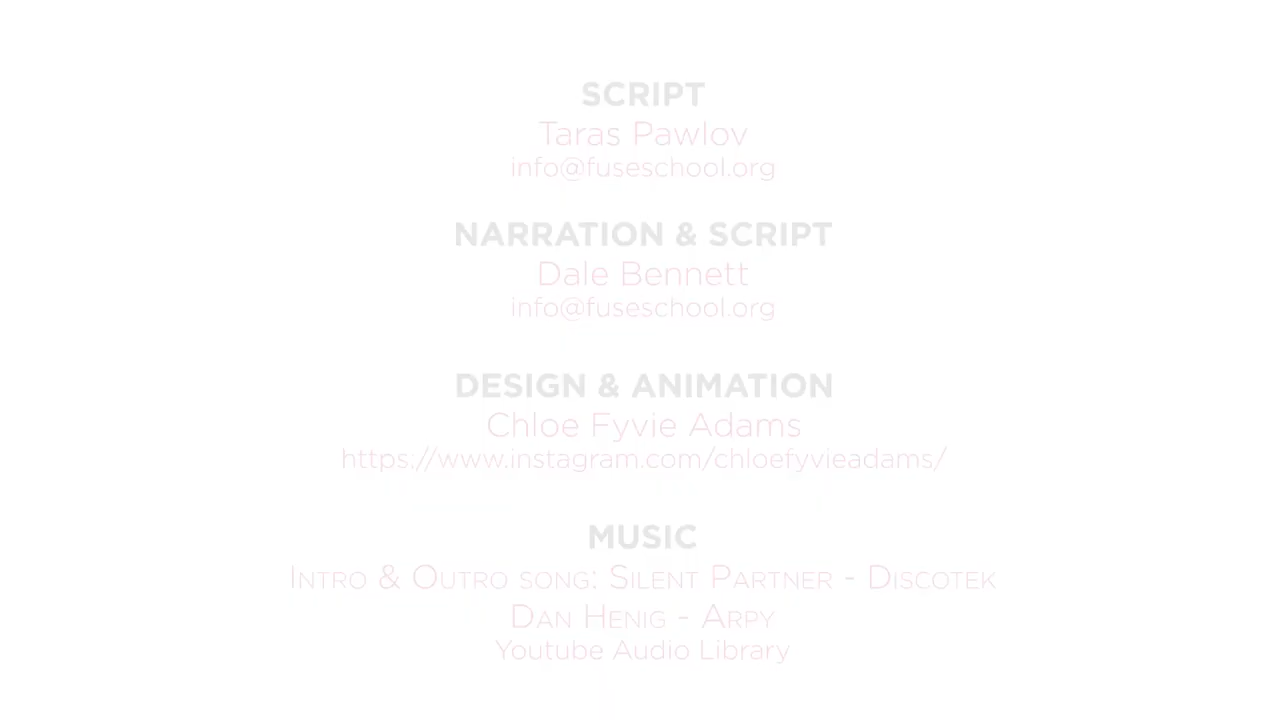 SCRIPT
Taras Pawlov
info@fuseschool.org
NARRATION & SCRIPT
Dale Bennett
info@fuseschool.org
DESIGN & ANIMATION
Chloe Fyvie Adams
https://www.instagram.com/chloefyvieadams/
MUSIC
Intro & Outro song: Silent Partner - Discotek
Dan Henig - Arpy
Youtube Audio Library